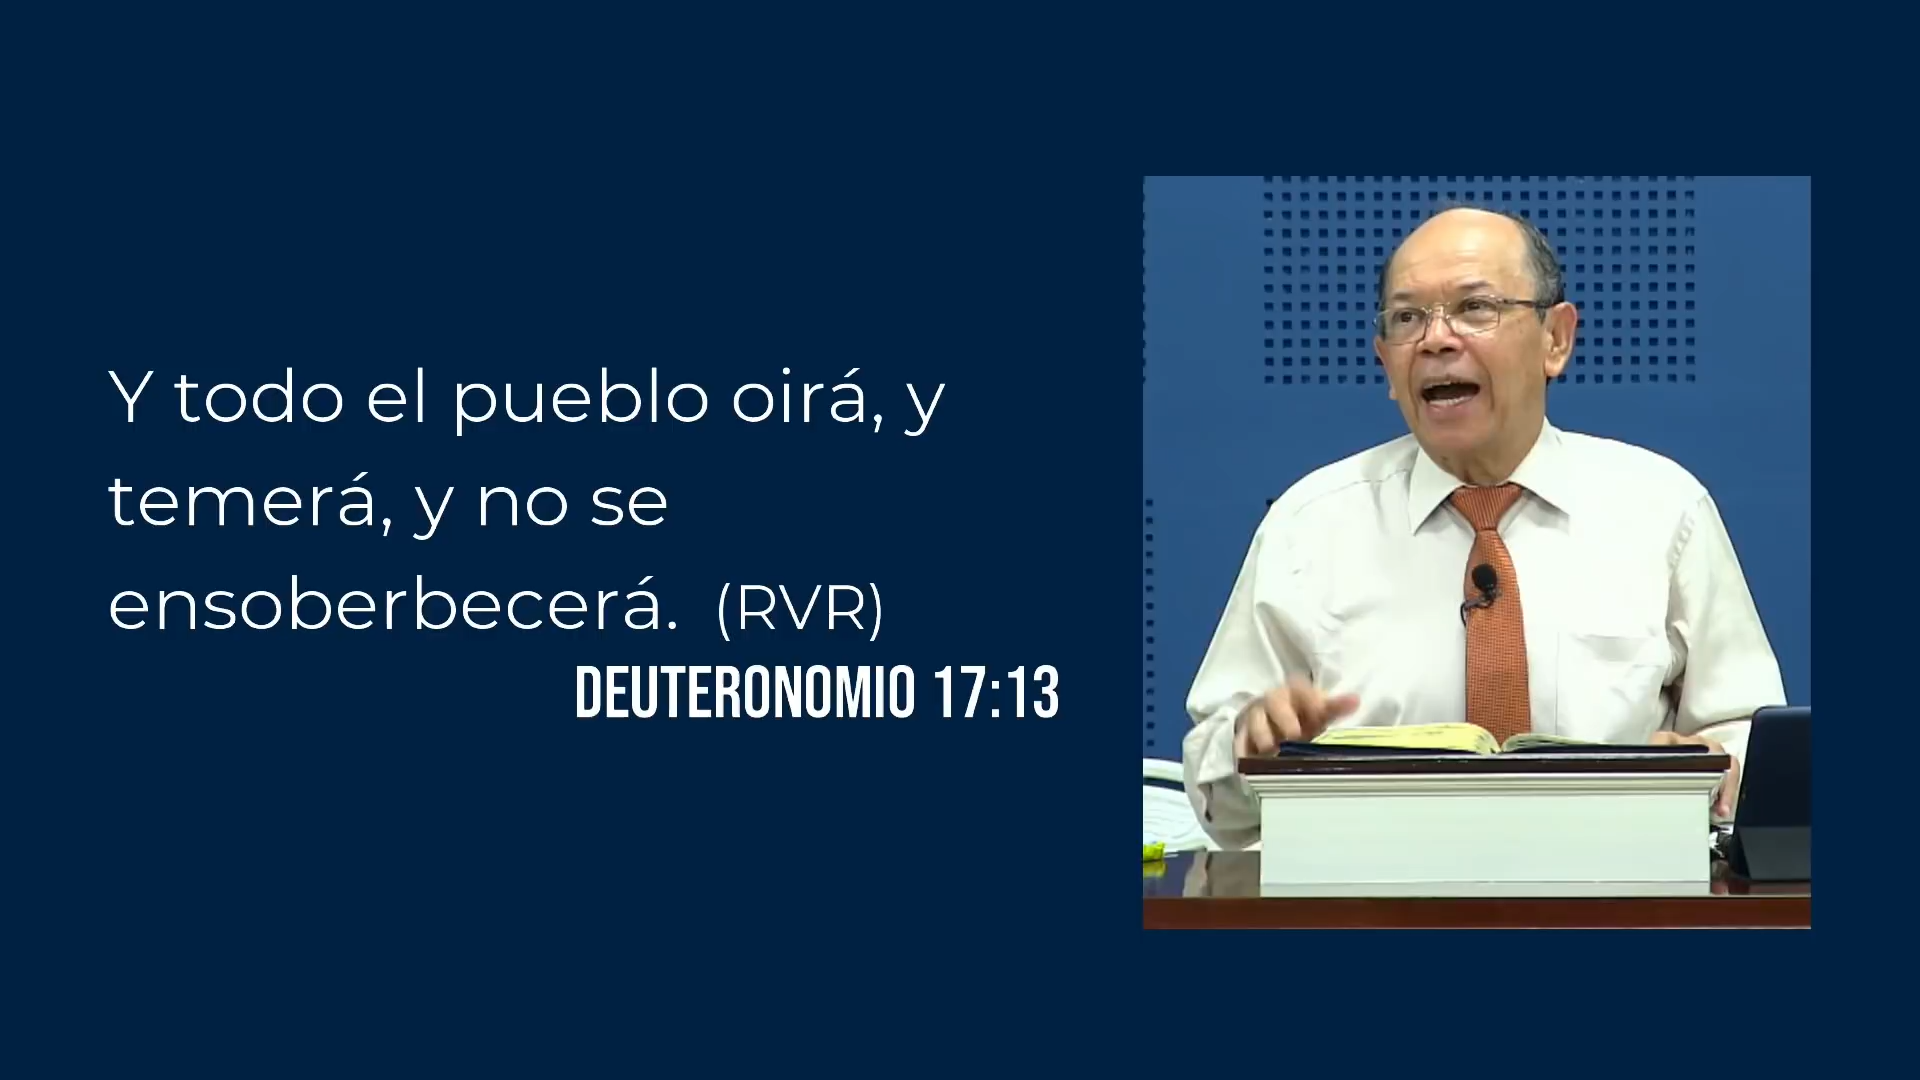 Y todo el pueblo oirá, y
temerá, y no se
ensoberbecerá. (RVR)
DEUTERONOMIO 17:13